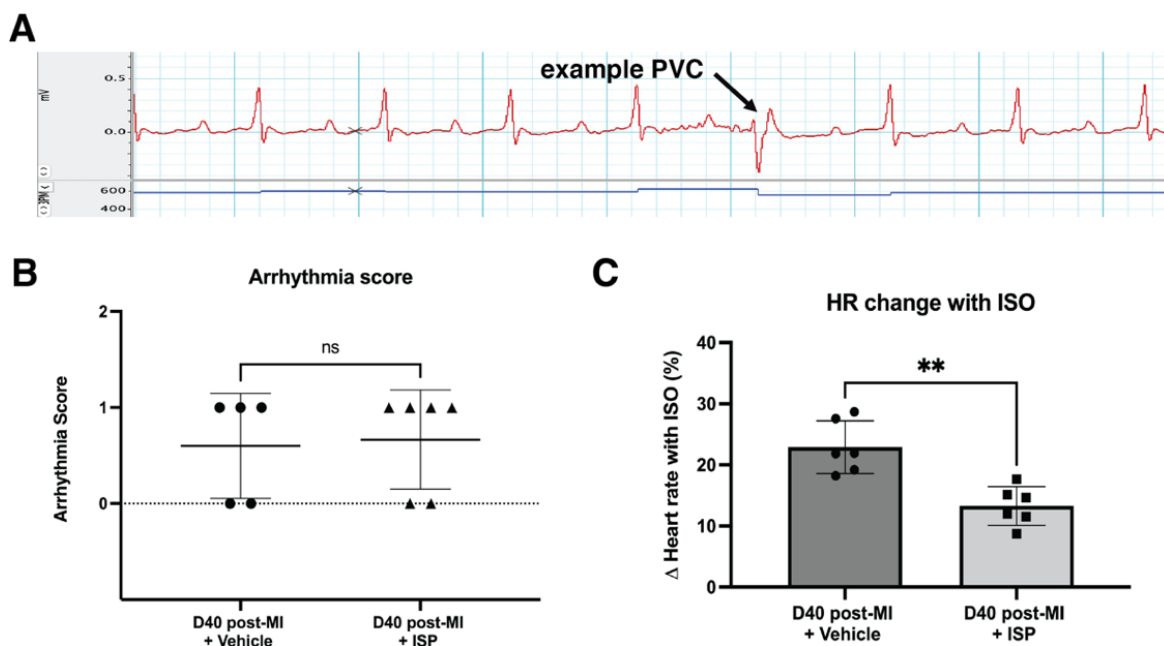 A
example PVC
mV
0.5
0.0
600
400
B
Arrhythmia score
Arrhythmia Score
2
1
0
ns
D40 post-MI
+ Vehicle
D40 post-MI
+ ISP
C
HR change with ISO
Δ Heart rate with ISO (%)
40
30
20
10
0
**
D40 post-MI
+ Vehicle
D40 post-MI
+ ISP